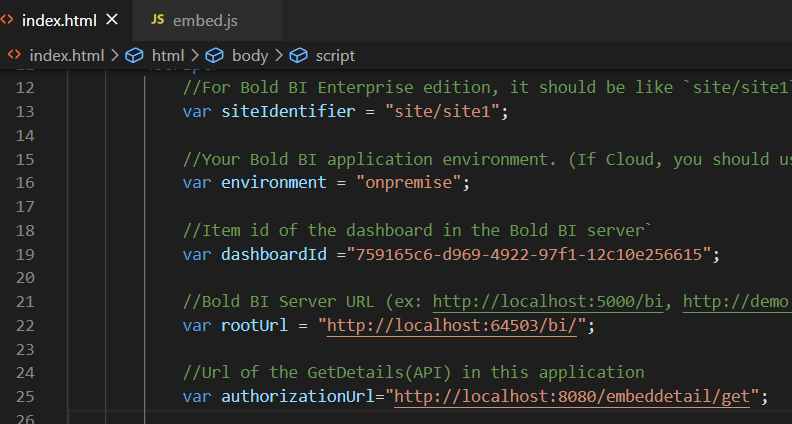 index.html × JS embed.js
index.html > html > body > script
12 //For Bold BI Enterprise edition, it should be like `site/site1`
13 var siteIdentifier = "site/site1";
14
15 //Your Bold BI application environment. (If Cloud, you should us
16 var environment = "onpremise";
17
18 //Item id of the dashboard in the Bold BI server`
19 var dashboardId ="759165c6-d969-4922-97f1-12c10e256615";
20
21 //Bold BI Server URL (ex: http://localhost:5000/bi, http://demo
22 var rootUrl = "http://localhost:64503/bi/";
23
24 //Url of the GetDetails(API) in this application
25 var authorizationUrl="http://localhost:8080/embeddetail/get";
26